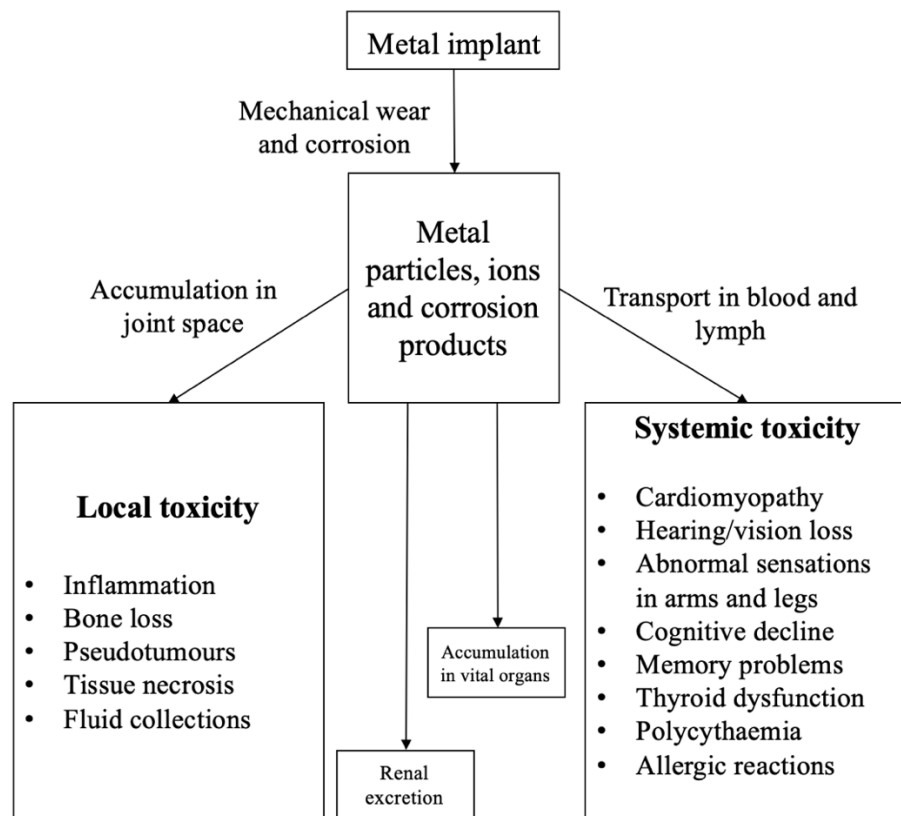 Metal implant
Mechanical wear
and corrosion
Metal
particles, ions
and corrosion
products
Accumulation in
joint space
Transport in blood and
lymph
Local toxicity
• Inflammation
• Bone loss
• Pseudotumours
• Tissue necrosis
• Fluid collections
Accumulation
in vital organs
Renal
excretion
Systemic toxicity
• Cardiomyopathy
• Hearing/vision loss
• Abnormal sensations
in arms and legs
• Cognitive decline
• Memory problems
• Thyroid dysfunction
• Polycythaemia
• Allergic reactions